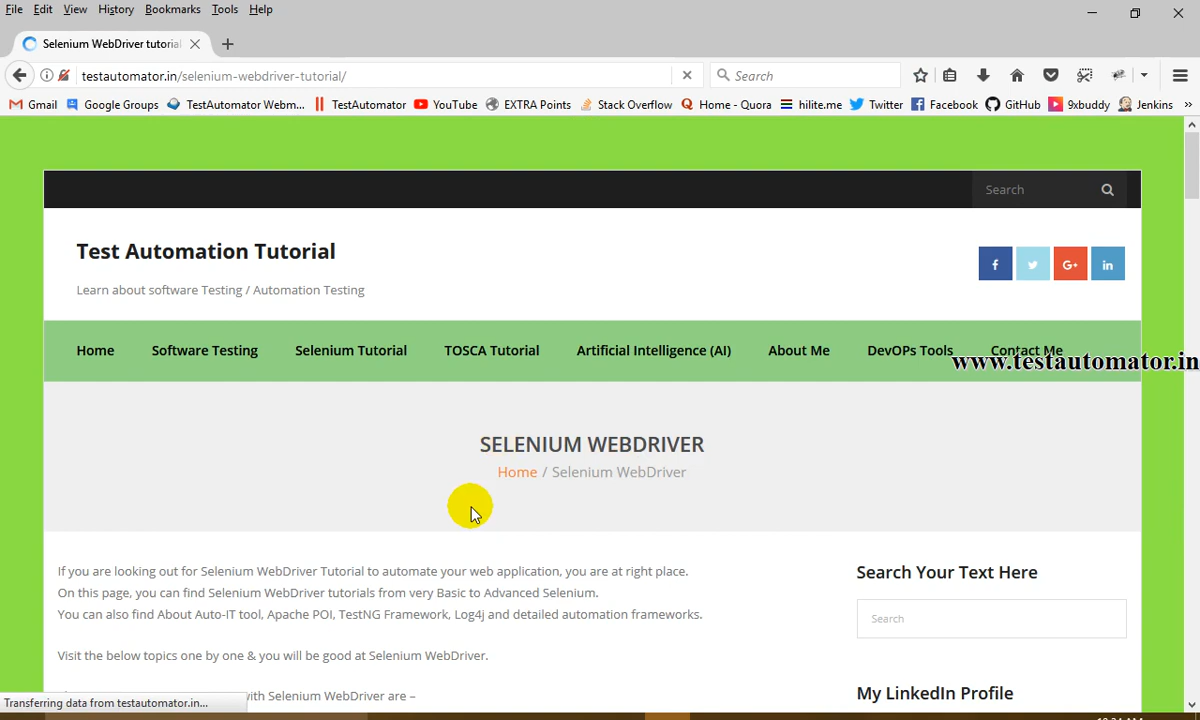 File Edit View History Bookmarks Tools Help
Selenium WebDriver tutorial
testautomator.in/selenium-webdriver-tutorial/
Search
Gmail Google Groups TestAutomator Webm... TestAutomator YouTube EXTRA Points Stack Overflow Home - Quora hilite.me Twitter Facebook GitHub 9xbuddy Jenkins
Search
Test Automation Tutorial
Learn about software Testing / Automation Testing
Home Software Testing Selenium Tutorial TOSCA Tutorial Artificial Intelligence (AI) About Me DevOPs Tools Contact Me
www.testautomator.in
SELENIUM WEBDRIVER
Home / Selenium WebDriver
If you are looking out for Selenium WebDriver Tutorial to automate your web application, you are at right place.
On this page, you can find Selenium WebDriver tutorials from very Basic to Advanced Selenium.
You can also find About Auto-IT tool, Apache POI, TestNG Framework, Log4j and detailed automation frameworks.
Visit the below topics one by one & you will be good at Selenium WebDriver.
with Selenium WebDriver are –
Search Your Text Here
Search
My LinkedIn Profile
Transferring data from testautomator.in...